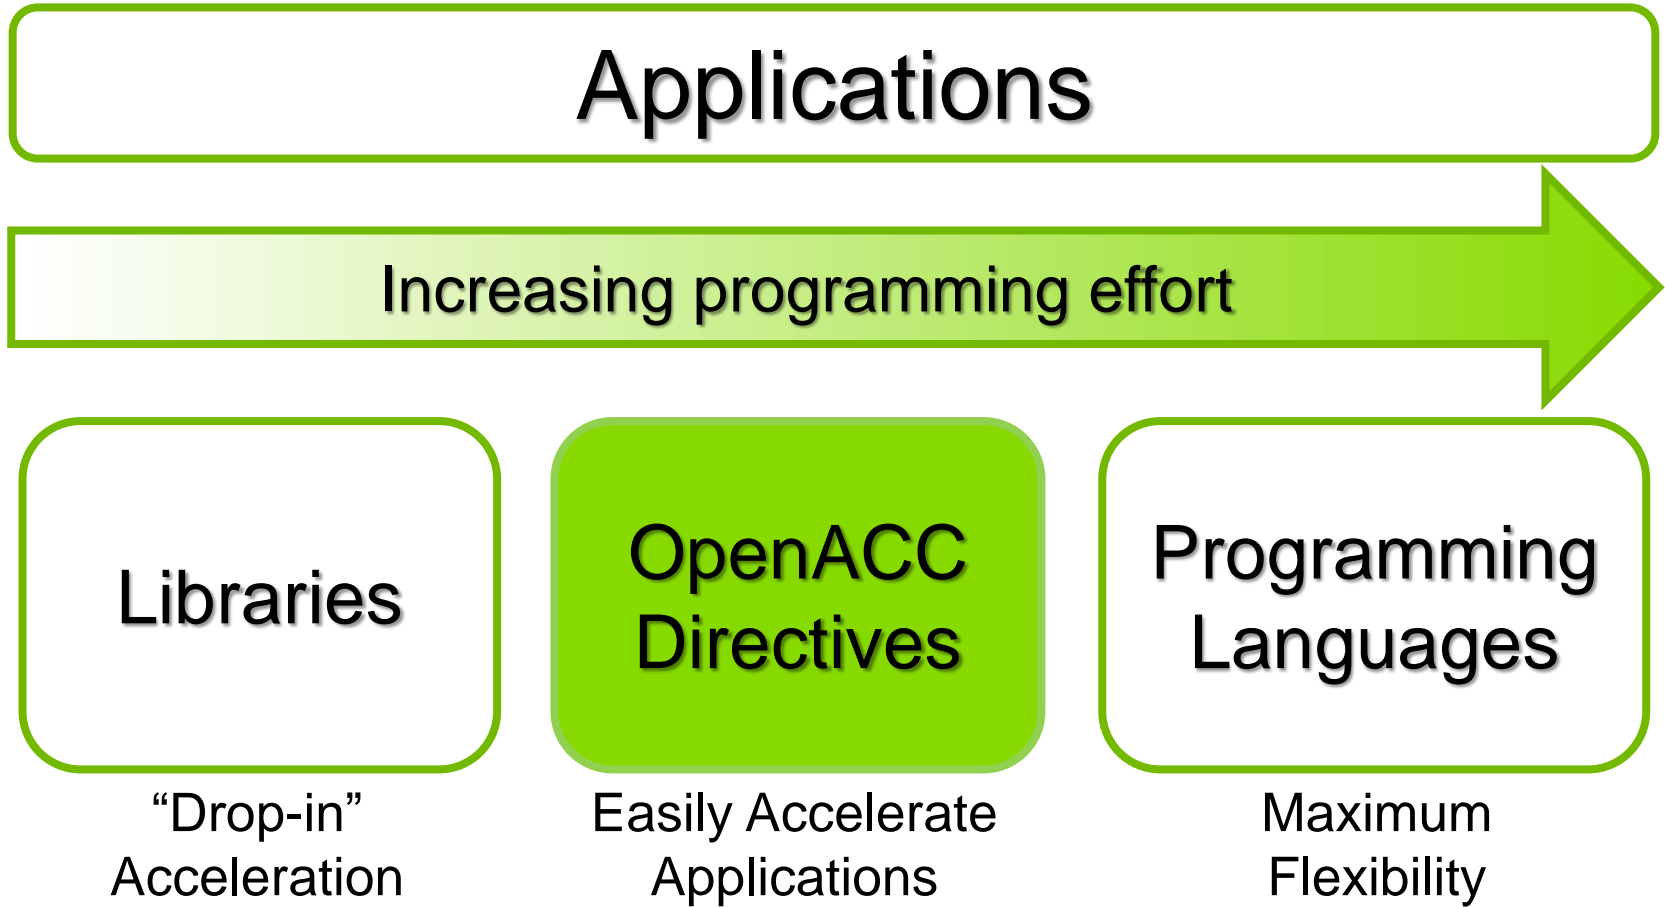 Applications
Increasing programming effort
Libraries
OpenACC
Directives
Programming
Languages
“Drop-in”
Acceleration
Easily Accelerate
Applications
Maximum
Flexibility